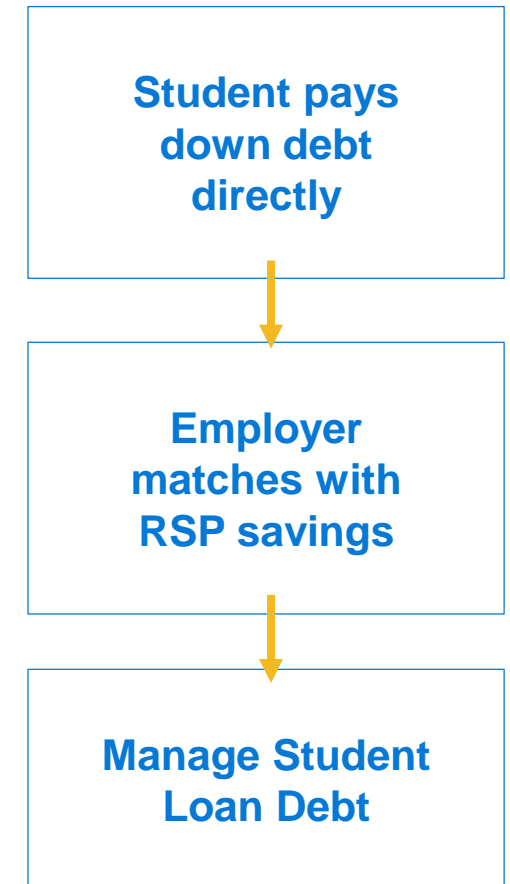 Student pays
down debt
directly
Employer
matches with
RSP savings
Manage Student
Loan Debt